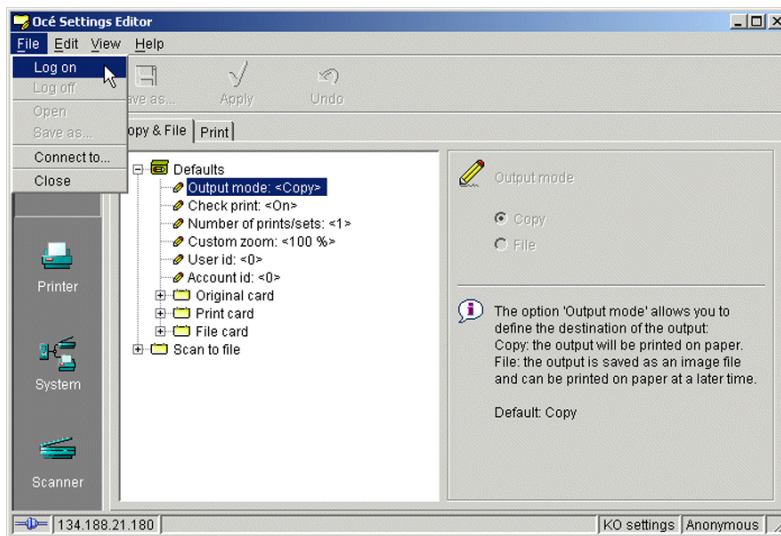 Océ Settings Editor
File Edit View Help
Log on
Log off
Open
Save as...
Connect to...
Close
ave as... Apply Undo
opy & File Print
Defaults
Output mode: <Copy>
Check print: <On>
Number of prints/sets: <1>
Custom zoom: <100 %>
User id: <0>
Account id: <0>
Original card
Print card
File card
Scan to file
Printer
System
Scanner
Output mode
Copy
File
The option 'Output mode' allows you to
define the destination of the output:
Copy: the output will be printed on paper.
File: the output is saved as an image file
and can be printed on paper at a later time.
Default: Copy
134.188.21.180
KO settings Anonymous